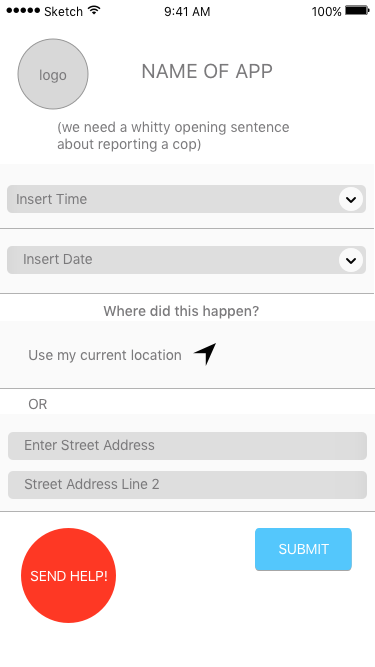 Sketch 9:41 AM 100%
logo
NAME OF APP
(we need a whitty opening sentence
about reporting a cop)
Insert Time
Insert Date
Where did this happen?
Use my current location
OR
Enter Street Address
Street Address Line 2
SEND HELP!
SUBMIT